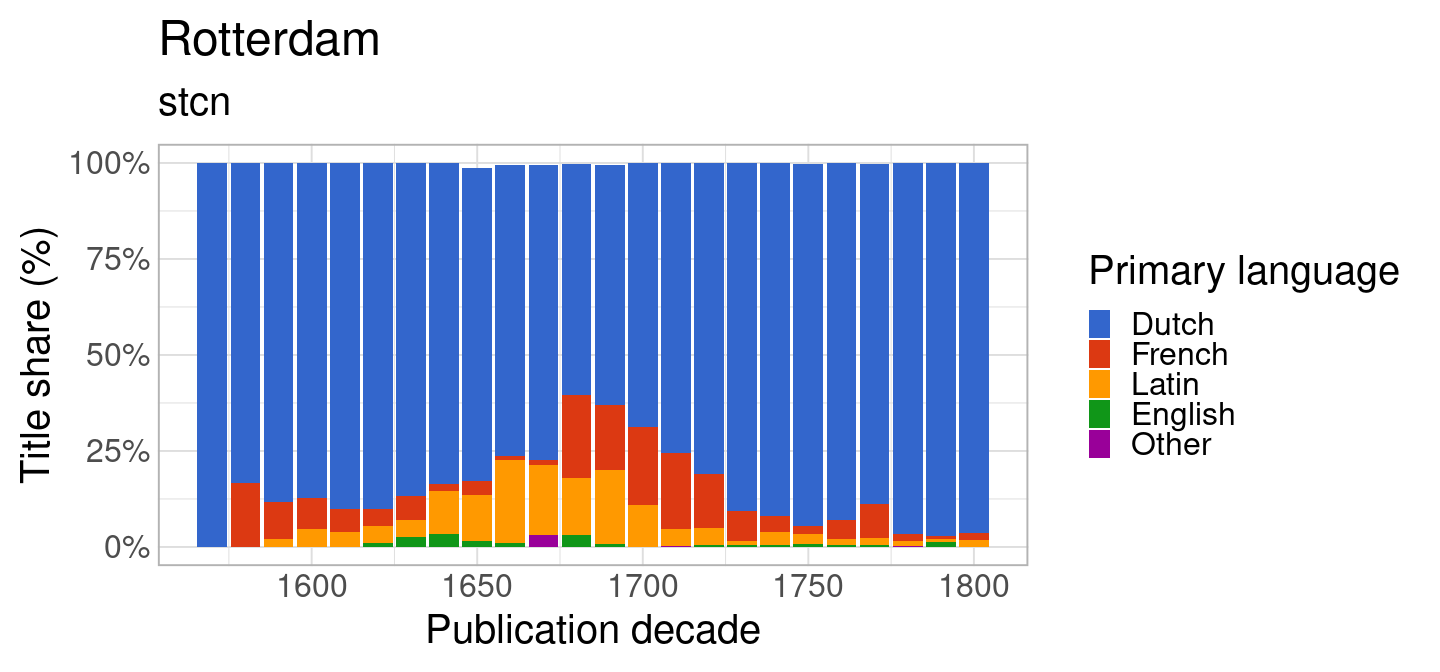 Rotterdam
stcn
100%
75%
50%
25%
0%
Title share (%)
1600 1650 1700 1750 1800
Publication decade
Primary language
Dutch
French
Latin
English
Other